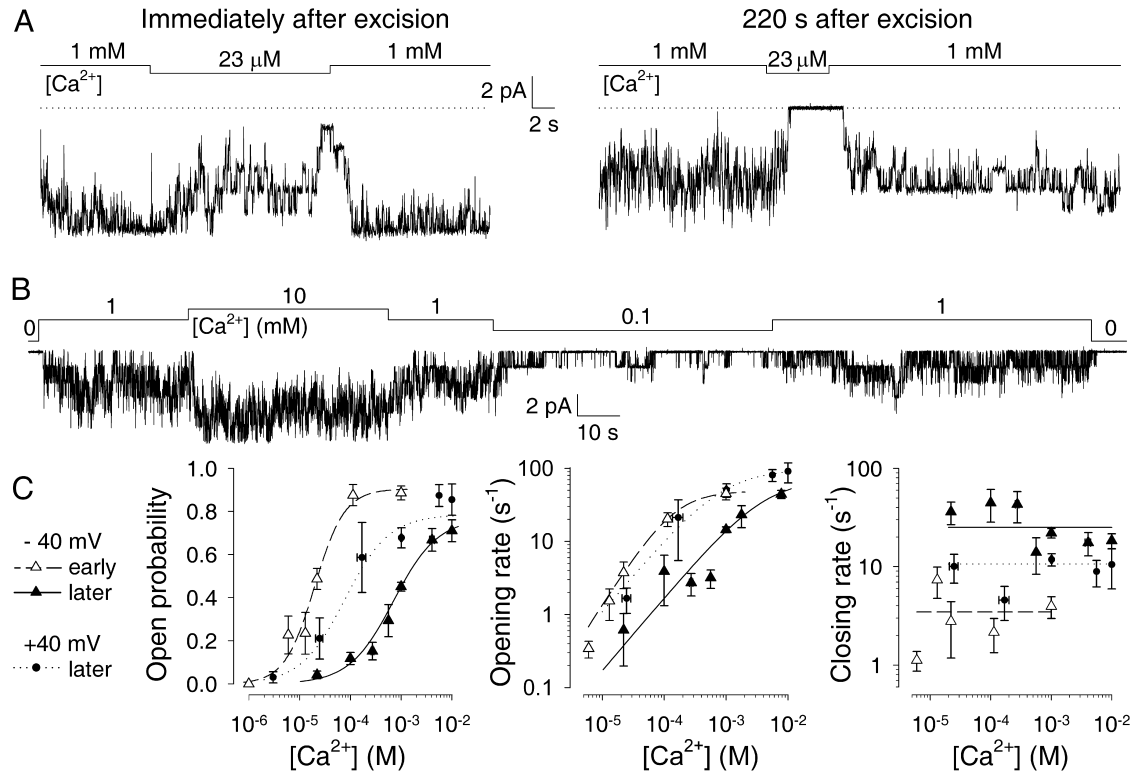 A Immediately after excision 220 s after excision
1 mM 23 µM 1 mM 1 mM 23 µM 1 mM
[Ca2+] 2 pA 2 s [Ca2+]
B
0 1 10 1 0.1 1 0
[Ca2+] (mM)
2 pA
10 s
C
- 40 mV
early
later
+40 mV
later
Open probability
1.0
0.8
0.6
0.4
0.2
0.0
10-6 10-5 10-4 10-3 10-2
[Ca2+] (M)
Opening rate (s-1)
100
10
1
0.1
10-5 10-4 10-3 10-2
[Ca2+] (M)
Closing rate (s-1)
100
10
1
10-5 10-4 10-3 10-2
[Ca2+] (M)